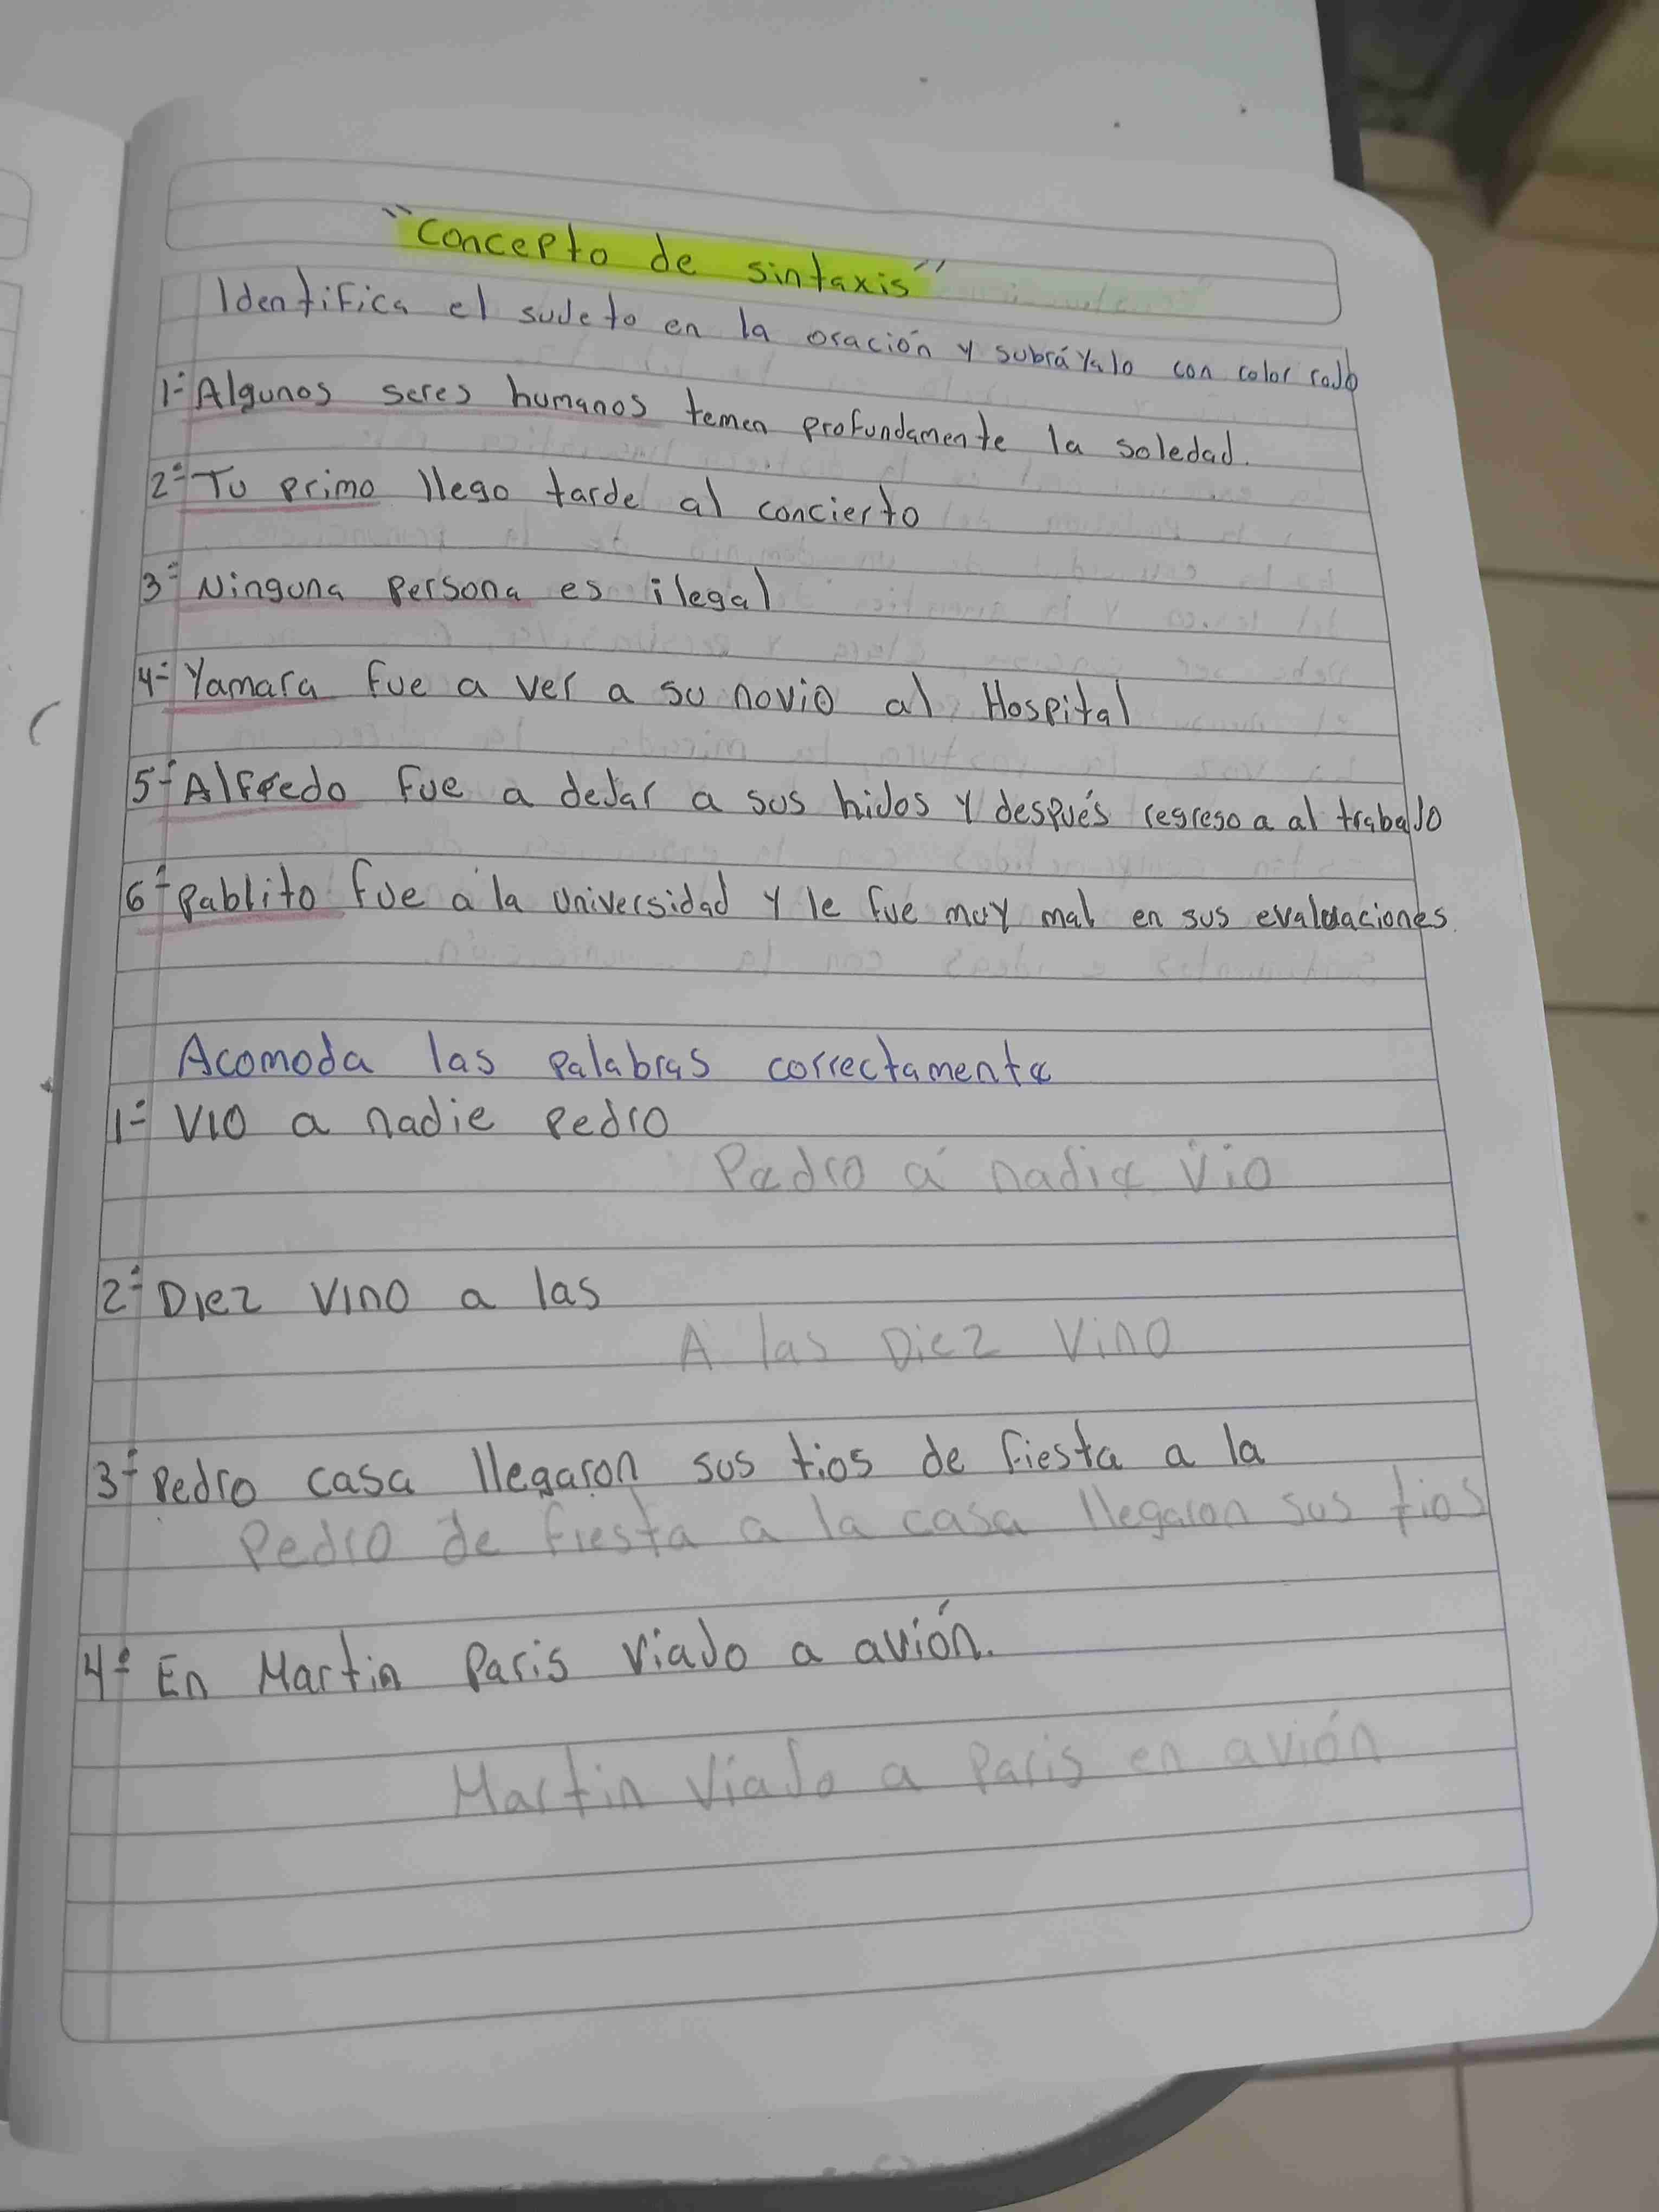 "Concepto de sintaxis"
Identifica el sujeto en la oración y subráyalo con color rojo
1.- Algunos seres humanos temen profundamente la soledad.
2.- Tu primo llego tarde al concierto
3.- Ninguna persona es ilegal
4.- Yamara fue a ver a su novio al Hospital
5.- Alfredo fue a dejar a sus hijos y después regreso a al trabajo
6.- Pablito fue a la universidad y le fue muy mal en sus evaluaciones.
Acomoda las palabras correctamente
1.- Vio a nadie Pedro
Pedro a nadie Vio
2.- Diez vino a las
A las Diez Vino
3.- Pedro casa llegaron sus tios de fiesta a la
Pedro de fiesta a la casa llegaron sus tios
4.- En Martin Paris Viajo a avión.
Martin Viajo a Paris en avión